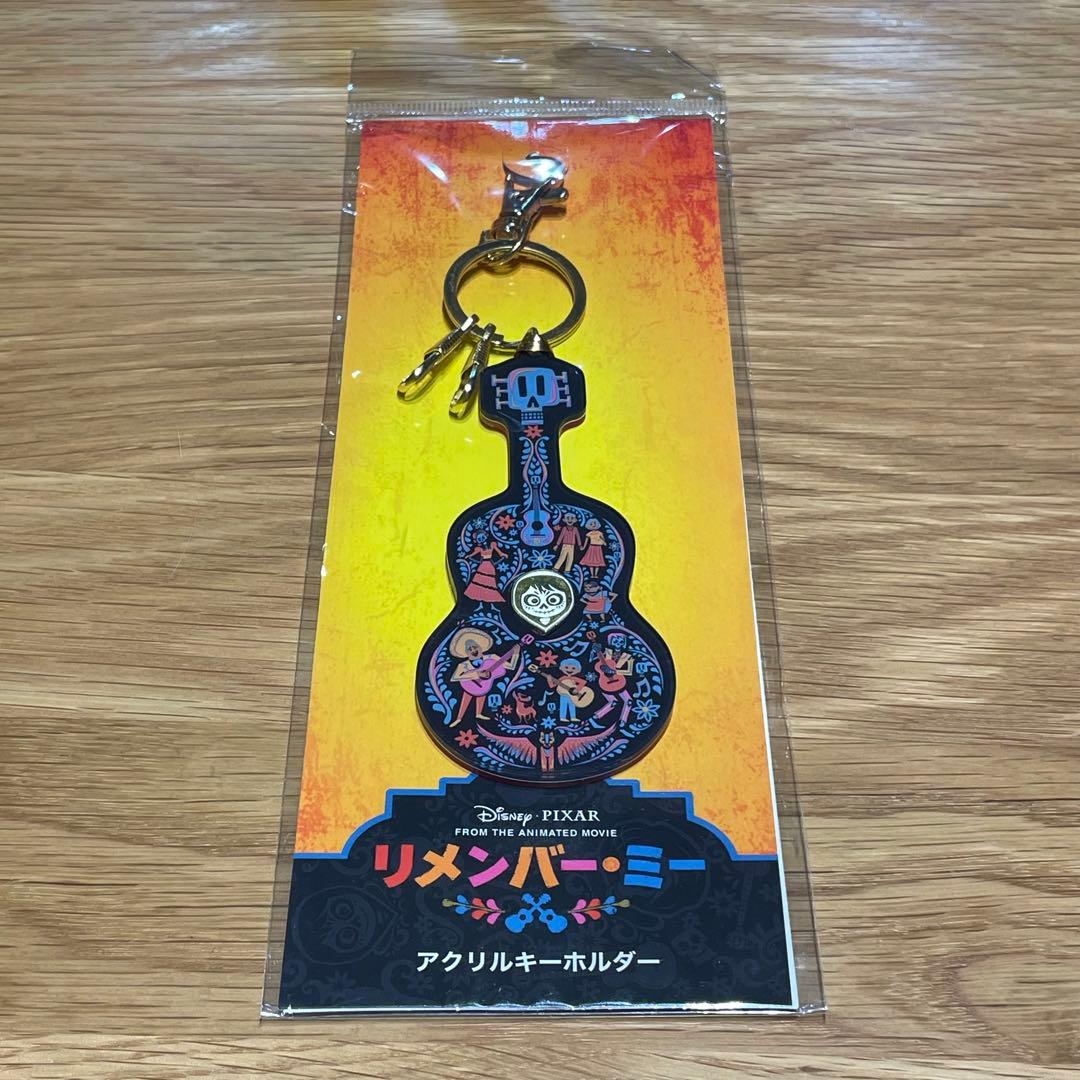 Disney · PIXAR
FROM THE ANIMATED MOVIE
リメンバー・ミー
アクリルキーホルダー